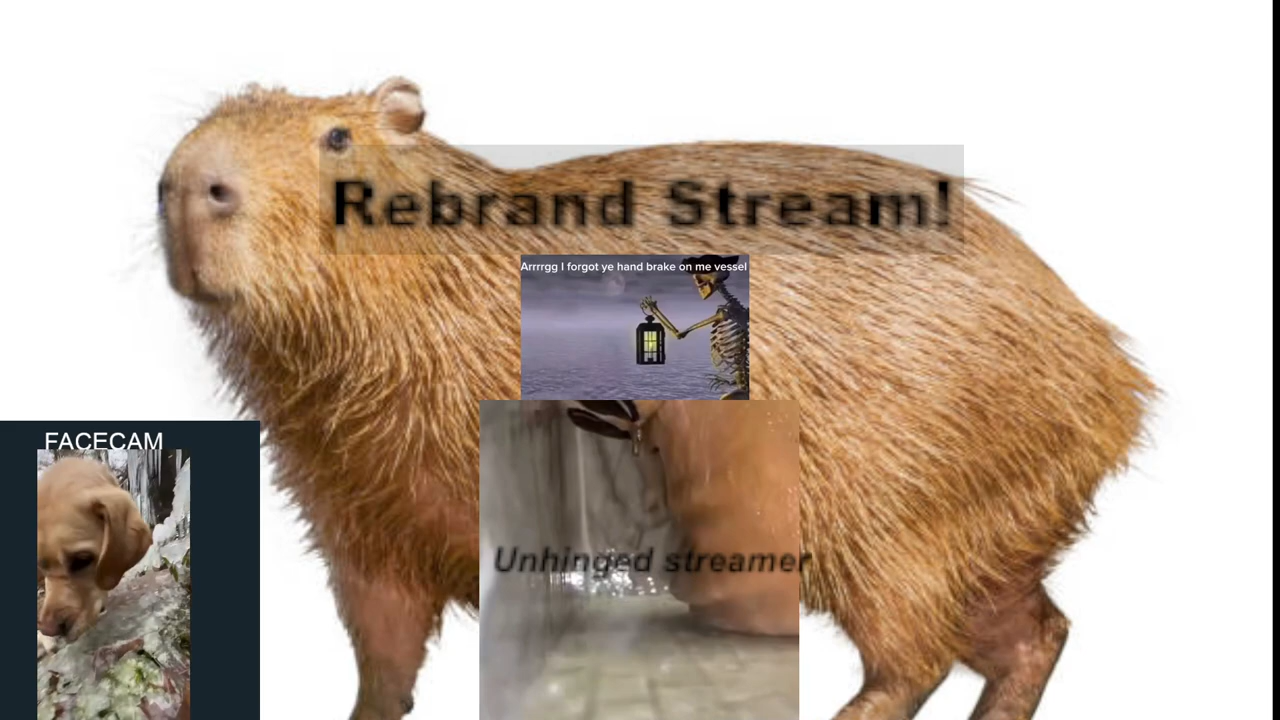 Rebrand Stream!
Arrrrgg I forgot ye hand brake on me vessel
FACECAM
Unhinged streamer